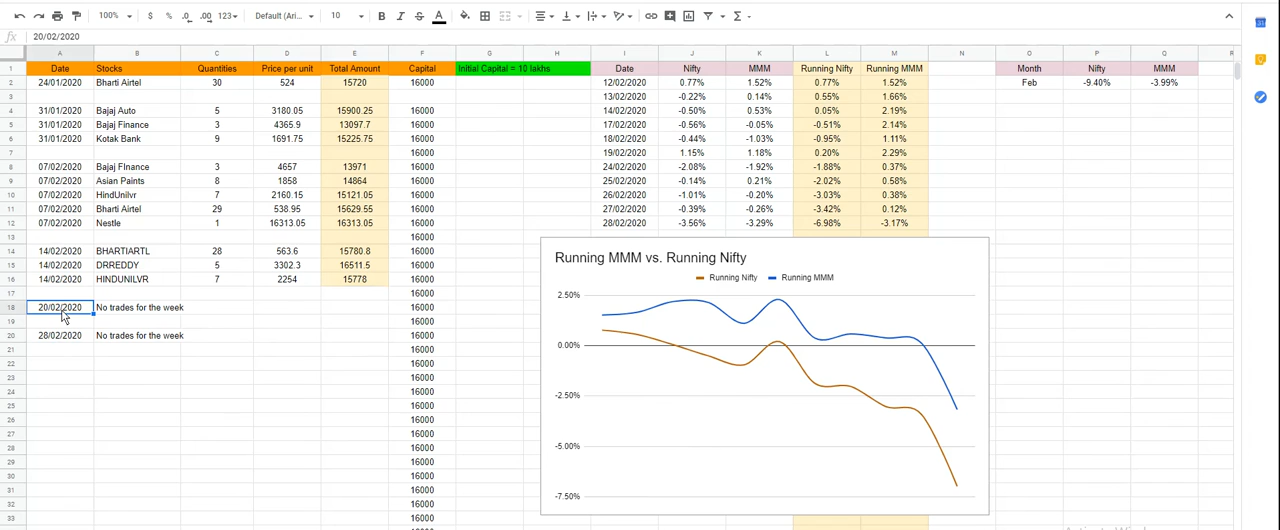 100% $ % .0 .00 123 Default (Ari... 10 B I S A Σ
fx 20/02/2020
A B C D E F G H I J K L M N O P Q R
1 Date Stocks Quantities Price per unit Total Amount Capital Initial Capital = 10 lakhs Date Nifty MMM Running Nifty Running MMM Month Nifty MMM
2 24/01/2020 Bharti Airtel 30 524 15720 16000 12/02/2020 0.77% 1.52% 0.77% 1.52% Feb -9.40% -3.99%
3 13/02/2020 -0.22% 0.14% 0.55% 1.66%
4 31/01/2020 Bajaj Auto 5 3180.05 15900.25 16000 14/02/2020 -0.50% 0.53% 0.05% 2.19%
5 31/01/2020 Bajaj Finance 3 4365.9 13097.7 16000 17/02/2020 -0.56% -0.05% -0.51% 2.14%
6 31/01/2020 Kotak Bank 9 1691.75 15225.75 16000 18/02/2020 -0.44% -1.03% -0.95% 1.11%
7 16000 19/02/2020 1.15% 1.18% 0.20% 2.29%
8 07/02/2020 Bajaj FInance 3 4657 13971 16000 24/02/2020 -2.08% -1.92% -1.88% 0.37%
9 07/02/2020 Asian Paints 8 1858 14864 16000 25/02/2020 -0.14% 0.21% -2.02% 0.58%
10 07/02/2020 HindUnilvr 7 2160.15 15121.05 16000 26/02/2020 -1.01% -0.20% -3.03% 0.38%
11 07/02/2020 Bharti Airtel 29 538.95 15629.55 16000 27/02/2020 -0.39% -0.26% -3.42% 0.12%
12 07/02/2020 Nestle 1 16313.05 16313.05 16000 28/02/2020 -3.56% -3.29% -6.98% -3.17%
13 16000
14 14/02/2020 BHARTIARTL 28 563.6 15780.8 16000
15 14/02/2020 DRREDDY 5 3302.3 16511.5 16000
16 14/02/2020 HINDUNILVR 7 2254 15778 16000
17 16000
18 20/02/2020 No trades for the week 16000
19 16000
20 28/02/2020 No trades for the week 16000
21 16000
22 16000
23 16000
24 16000
25 16000
26 16000
27 16000
28 16000
29 16000
30 16000
31 16000
32 16000
33 16000
Running MMM vs. Running Nifty
Running Nifty Running MMM
2.50%
0.00%
-2.50%
-5.00%
-7.50%